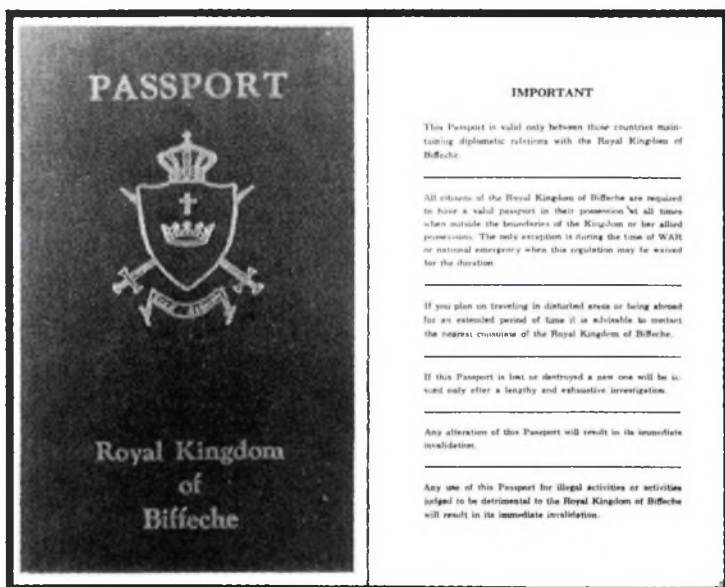 PASSPORT
Royal Kingdom
of
Biffeche
IMPORTANT
This Passport is valid only between those countries main-
taining diplomatic relations with the Royal Kingdom of
Biffeche.
All citizens of the Royal Kingdom of Biffeche are required
to have a valid passport in their possession at all times
when outside the boundaries of the Kingdom or her allied
possessions. The only exception is during the time of WAR
or national emergency when this regulation may be waived
for the duration.
If you plan on traveling in disturbed areas or being abroad
for an extended period of time it is advisable to contact
the nearest consulate of the Royal Kingdom of Biffeche.
If this Passport is lost or destroyed a new one will be is-
sued only after a lengthy and exhaustive investigation.
Any alteration of this Passport will result in its immediate
invalidation.
Any use of this Passport for illegal activities or activities
judged to be detrimental to the Royal Kingdom of Biffeche
will result in its immediate invalidation.